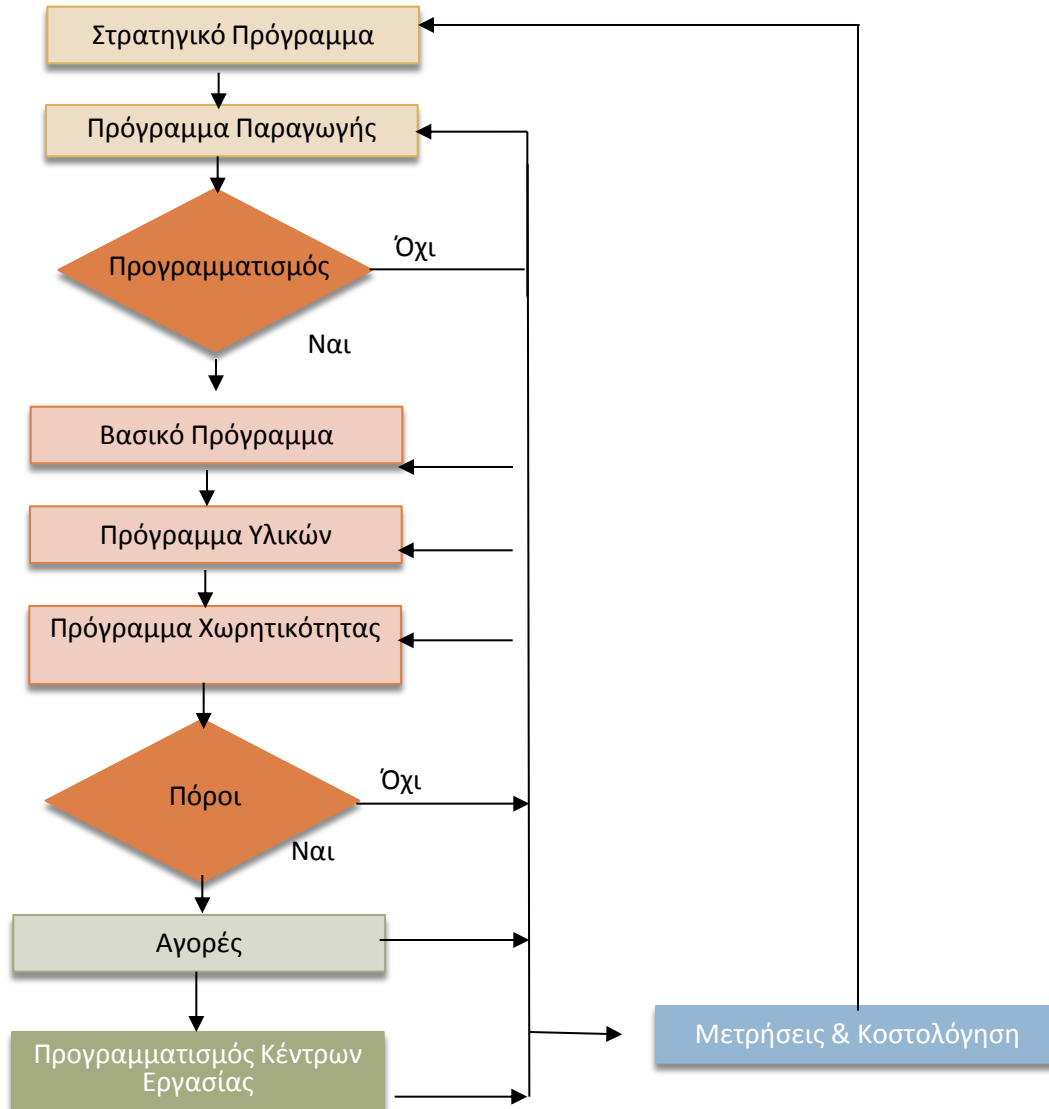 Στρατηγικό Πρόγραμμα
Πρόγραμμα Παραγωγής
Όχι
Προγραμματισμός
Ναι
Βασικό Πρόγραμμα
Πρόγραμμα Υλικών
Πρόγραμμα Χωρητικότητας
Όχι
Πόροι
Ναι
Αγορές
Μετρήσεις & Κοστολόγηση
Προγραμματισμός Κέντρων
Εργασίας